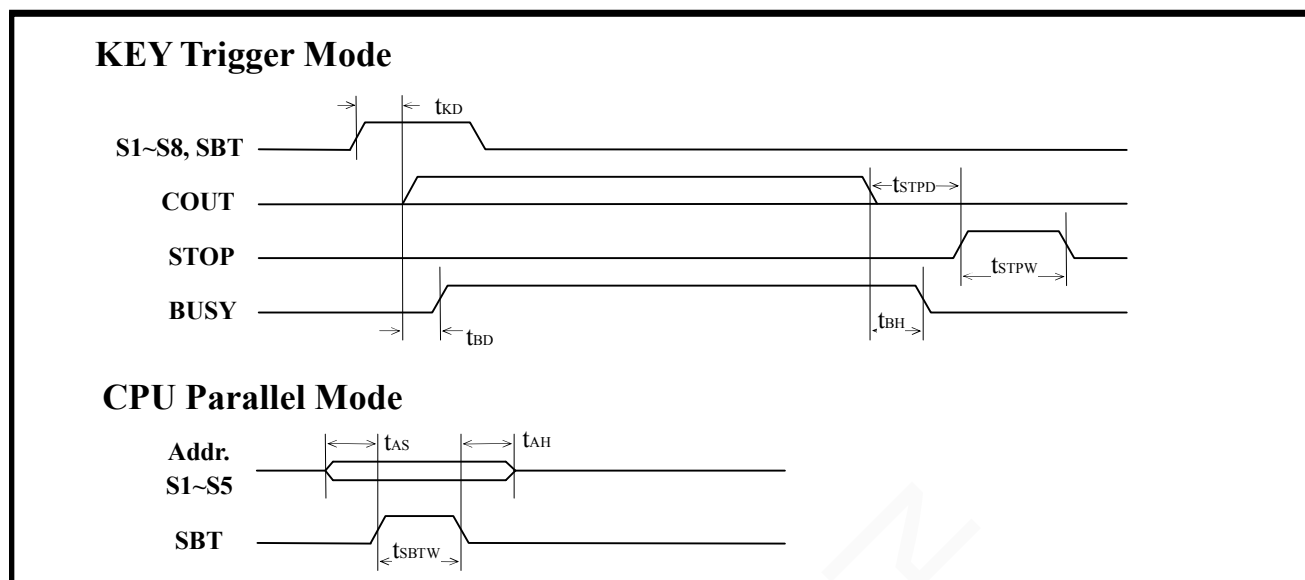 KEY Trigger Mode
tKD
S1~S8, SBT
COUT
tSTPD
STOP
tSTPW
BUSY
tBD
tBH
CPU Parallel Mode
Addr.
tAS
tAH
S1~S5
SBT
tSBTW
N